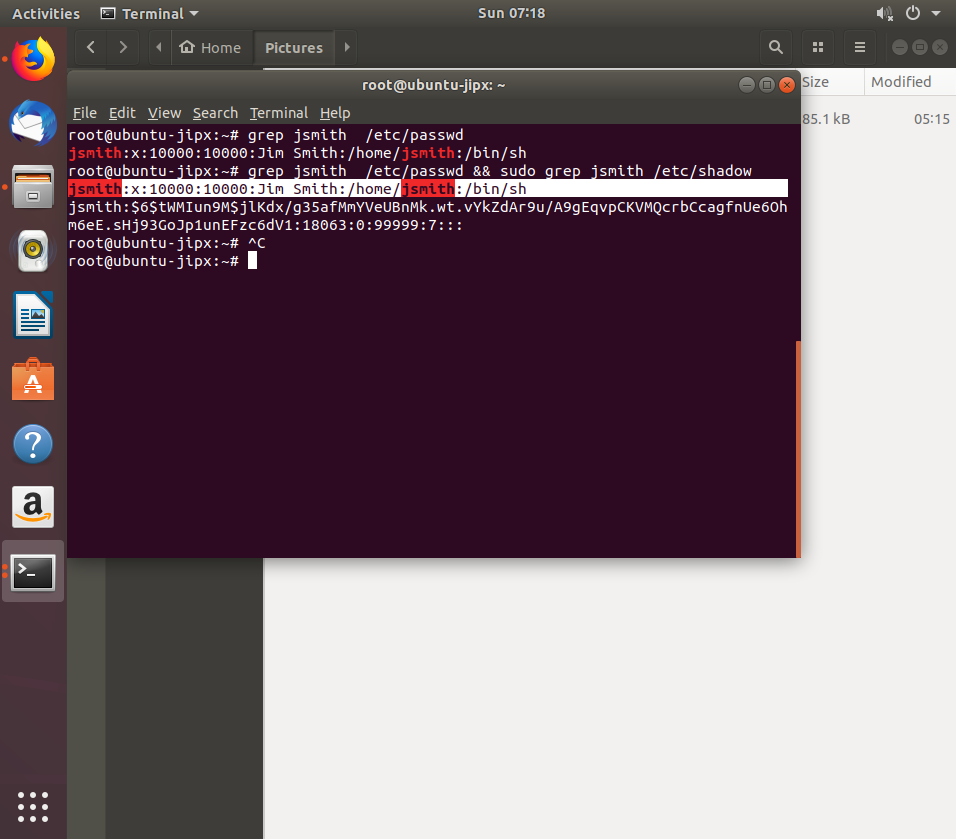 Activities Terminal Sun 07:18
Home Pictures
Size Modified
85.1 kB 05:15
root@ubuntu-jipx: ~
File Edit View Search Terminal Help
root@ubuntu-jipx:~# grep jsmith  /etc/passwd
jsmith:x:10000:10000:Jim Smith:/home/jsmith:/bin/sh
root@ubuntu-jipx:~# grep jsmith  /etc/passwd && sudo grep jsmith /etc/shadow
jsmith:x:10000:10000:Jim Smith:/home/jsmith:/bin/sh
jsmith:$6$tWMIun9M$jlKdx/g35afMmYVeUBnMk.wt.vYkZdAr9u/A9gEqvpCKVMQcrbCcagfnUe6Oh
m6eE.sHj93GoJp1unEFzc6dV1:18063:0:99999:7:::
root@ubuntu-jipx:~# ^C
root@ubuntu-jipx:~#